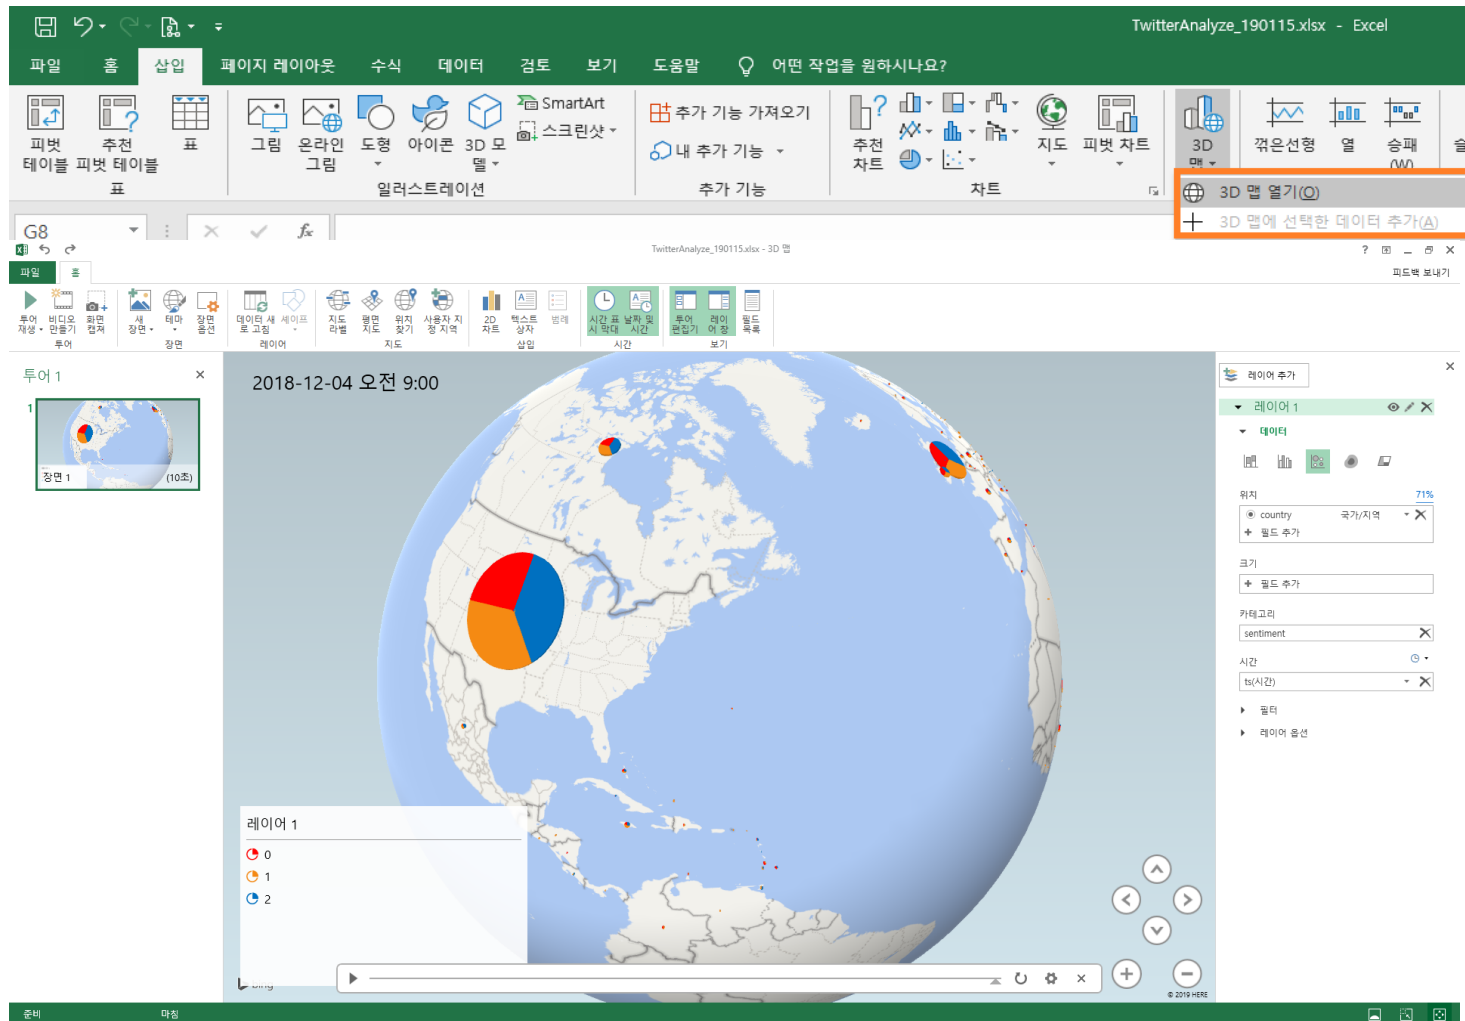 TwitterAnalyze_190115.xlsx - Excel
파일 홈 삽입 페이지 레이아웃 수식 데이터 검토 보기 도움말 어떤 작업을 원하시나요?
피벗 테이블
추천 피벗 테이블
표
표
그림
온라인 그림
도형
아이콘
3D 모델
SmartArt
스크린샷
일러스트레이션
추가 기능 가져오기
내 추가 기능
추가 기능
추천 차트
지도
피벗 차트
차트
3D 맵
꺾은선형
열
승패
(W)
3D 맵 열기(O)
3D 맵에 선택한 데이터 추가(A)
G8
fx
TwitterAnalyze_190115.xlsx - 3D 맵
파일 홈
피드백 보내기
투어 재생
비디오 만들기
화면 캡쳐
투어
새 장면
테마
장면 옵션
장면
데이터 새로 고침
셰이프
레이어
지도 라벨
평면 지도
위치 찾기
사용자 지정 지역
지도
2D 차트
텍스트 상자
범례
삽입
시간 표시 막대
날짜 및 시간
시간
투어 편집기
레이어 창
필드 목록
보기
투어 1
1
장면 1 (10초)
2018-12-04 오전 9:00
레이어 1
0
1
2
© 2019 HERE
레이어 추가
레이어 1
데이터
위치 71%
country 국가/지역
필드 추가
크기
필드 추가
카테고리
sentiment
시간
ts(시간)
필터
레이어 옵션
준비 마침